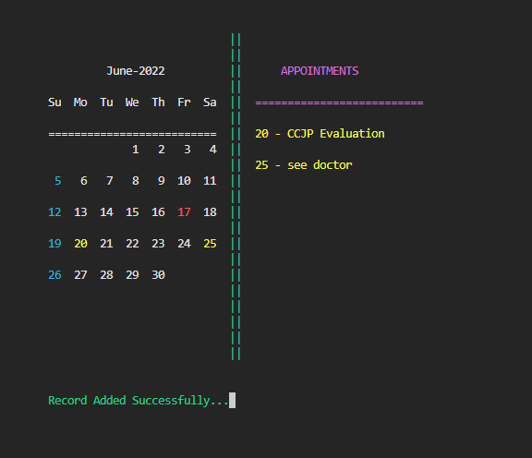 June-2022
Su Mo Tu We Th Fr Sa
===========================
1 2 3 4
5 6 7 8 9 10 11
12 13 14 15 16 17 18
19 20 21 22 23 24 25
26 27 28 29 30
APPOINTMENTS
===========================
20 - CCJP Evaluation
25 - see doctor
Record Added Successfully...